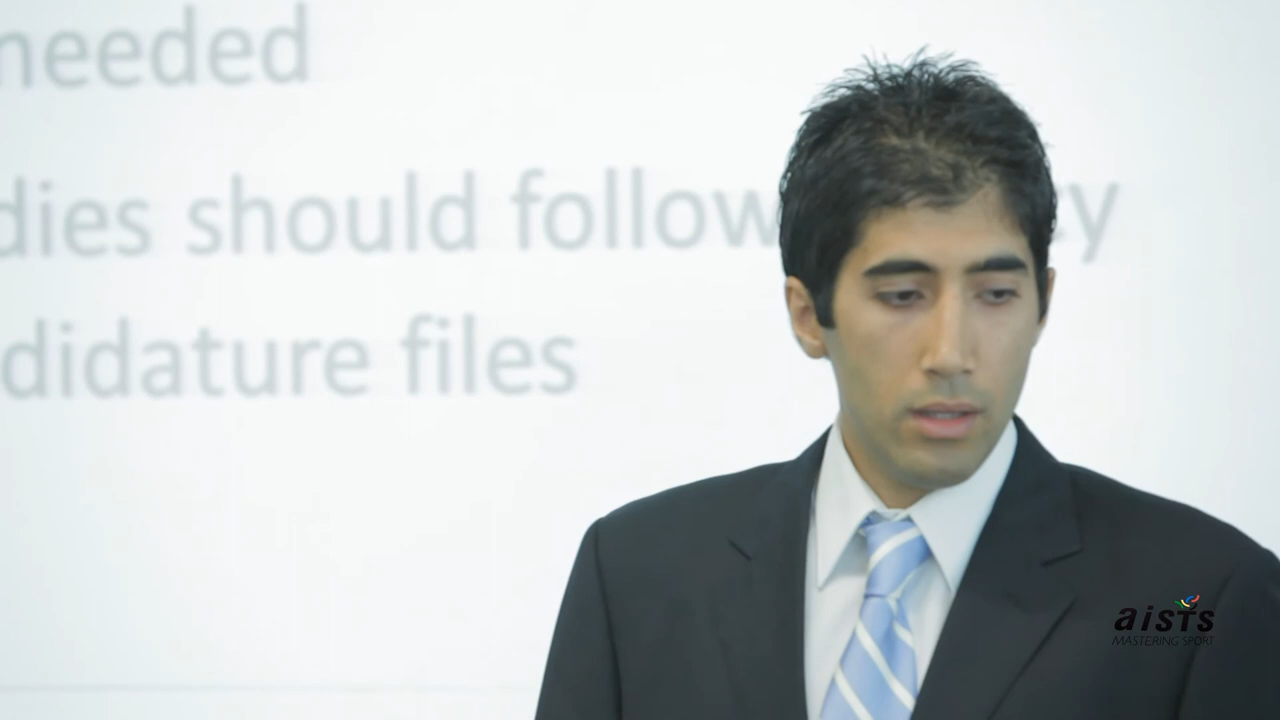 needed
dies should follow
didature files
aists
MASTERING SPORT